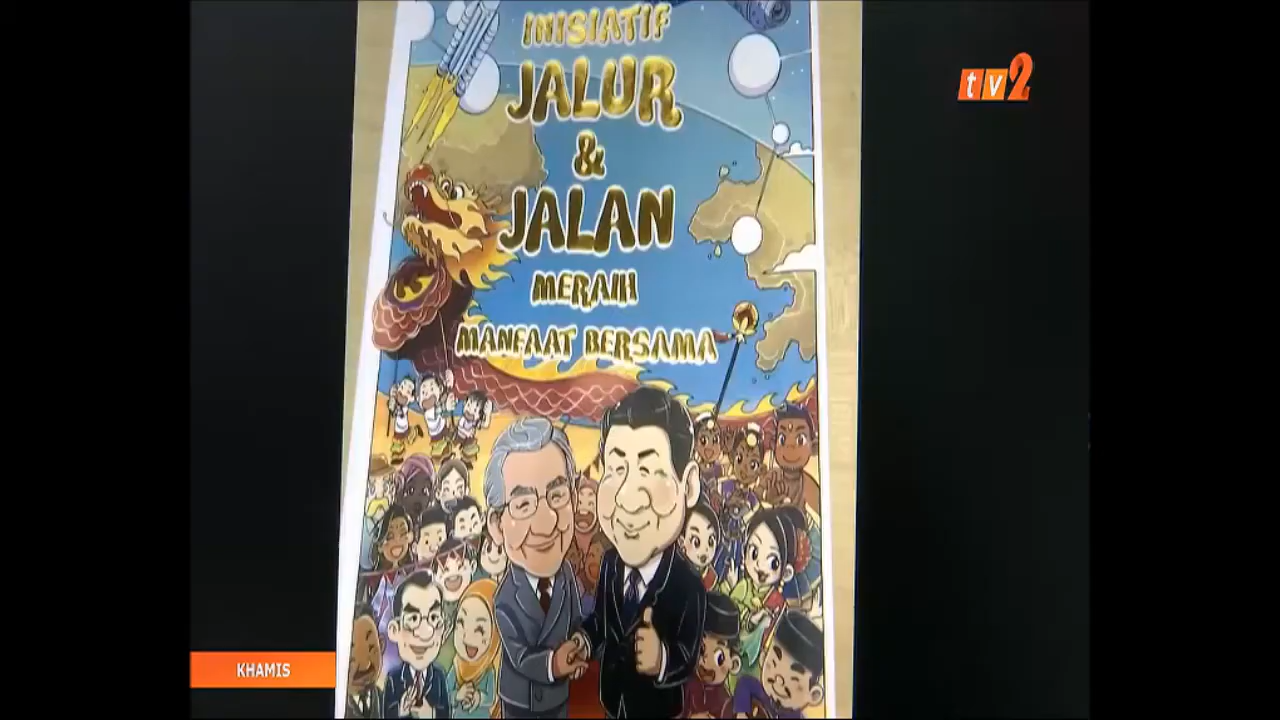 INISIATIF
JALUR
&
JALAN
MERAIH
MANFAAT BERSAMA
tv2
KHAMIS